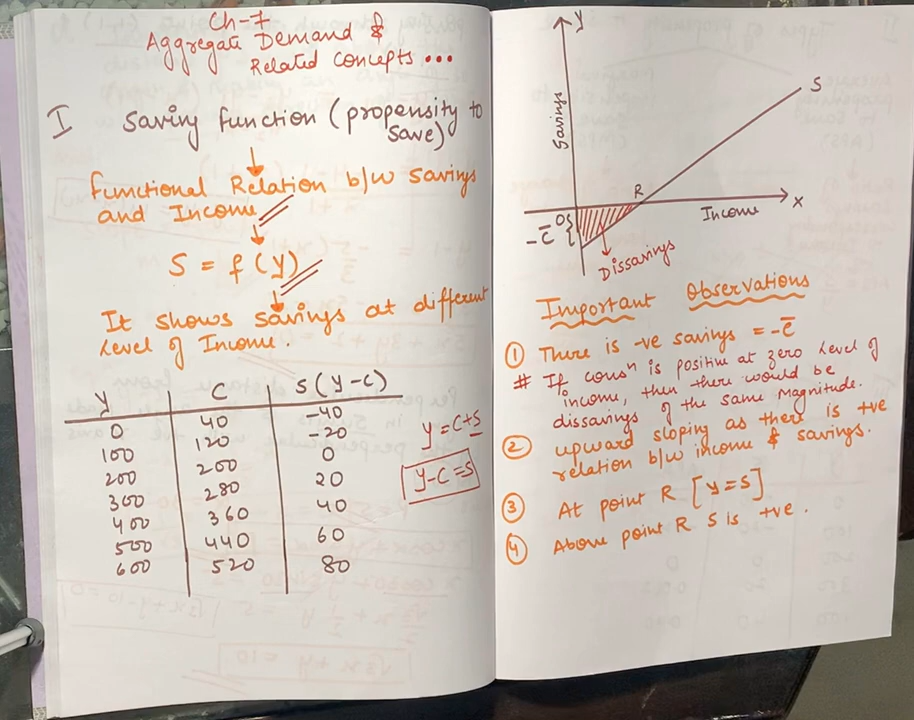 Ch-7
Aggregate Demand &
Related Concepts ...
I Saving function (propensity to
Save)
Functional Relation b/w savings
and Income
S = f(Y)
It shows savings at different
Level of Income.
Y C S(Y-C)
0 40 -40
100 120 -20
200 200 0
300 280 20
400 360 40
500 440 60
600 520 80
Y=C+S
Y-C=S
Y
Savings
S
R
O
Income X
-C̅
Dissavings
Important Observations
① There is -ve savings = -C̅
# If consⁿ is positive at zero level of
income, then there would be
dissavings of the same magnitude.
② upward sloping as there is +ve
relation b/w income & savings.
③ At point R [Y=S]
④ Above point R S is +ve.